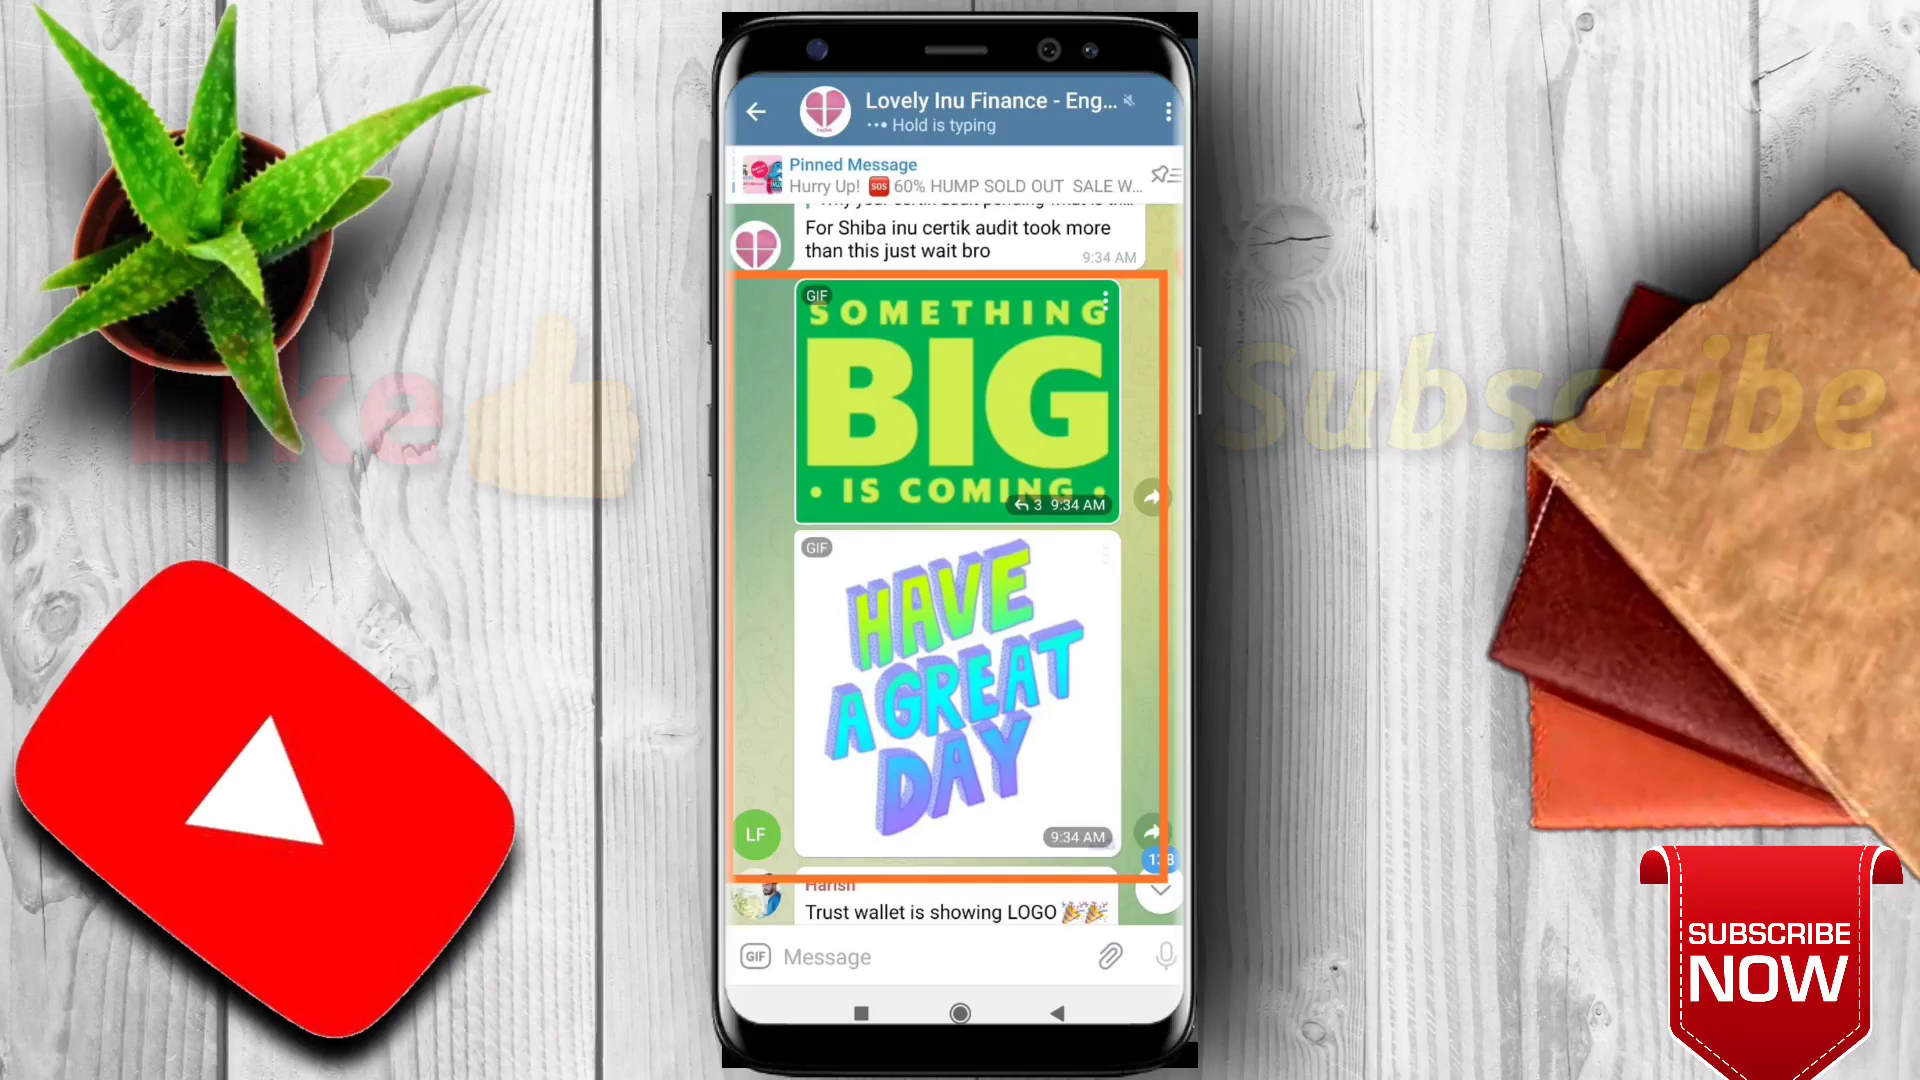 Lovely Inu Finance - Eng...
Hold is typing
Pinned Message
Hurry Up! SOS 60% HUMP SOLD OUT SALE W...
For Shiba inu certik audit took more
than this just wait bro
9:34 AM
GIF
SOMETHING
BIG
• IS COMING •
3 9:34 AM
GIF
HAVE
A GREAT
DAY
LF
9:34 AM
Harish
Trust wallet is showing LOGO 🎉🎉
GIF Message
Like
Subscribe
SUBSCRIBE
NOW